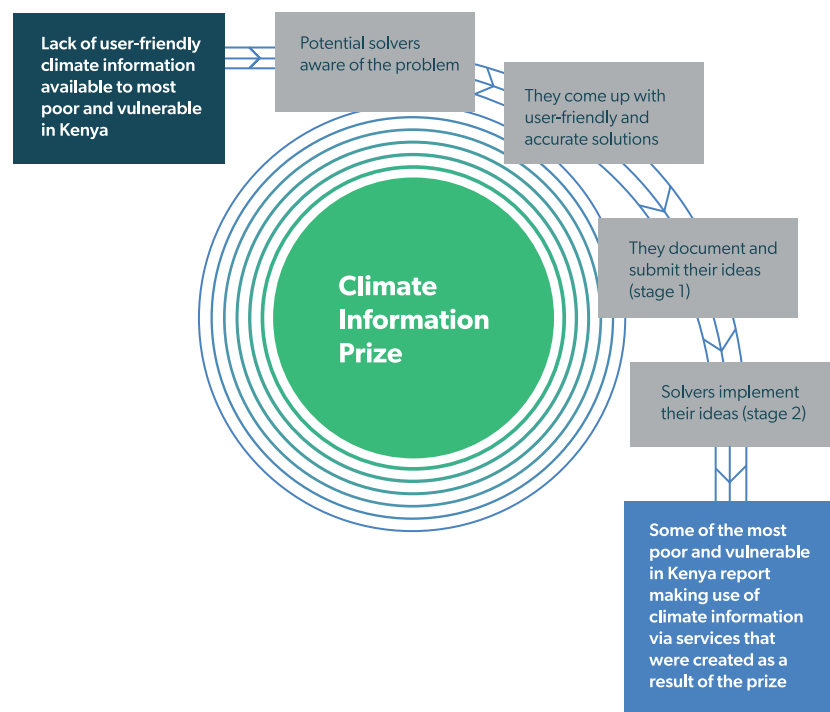 Lack of user-friendly
climate information
available to most
poor and vulnerable
in Kenya
Potential solvers
aware of the problem
They come up with
user-friendly and
accurate solutions
They document and
submit their ideas
(stage 1)
Solvers implement
their ideas (stage 2)
Some of the most
poor and vulnerable
in Kenya report
making use of
climate information
via services that
were created as a
result of the prize
Climate
Information
Prize